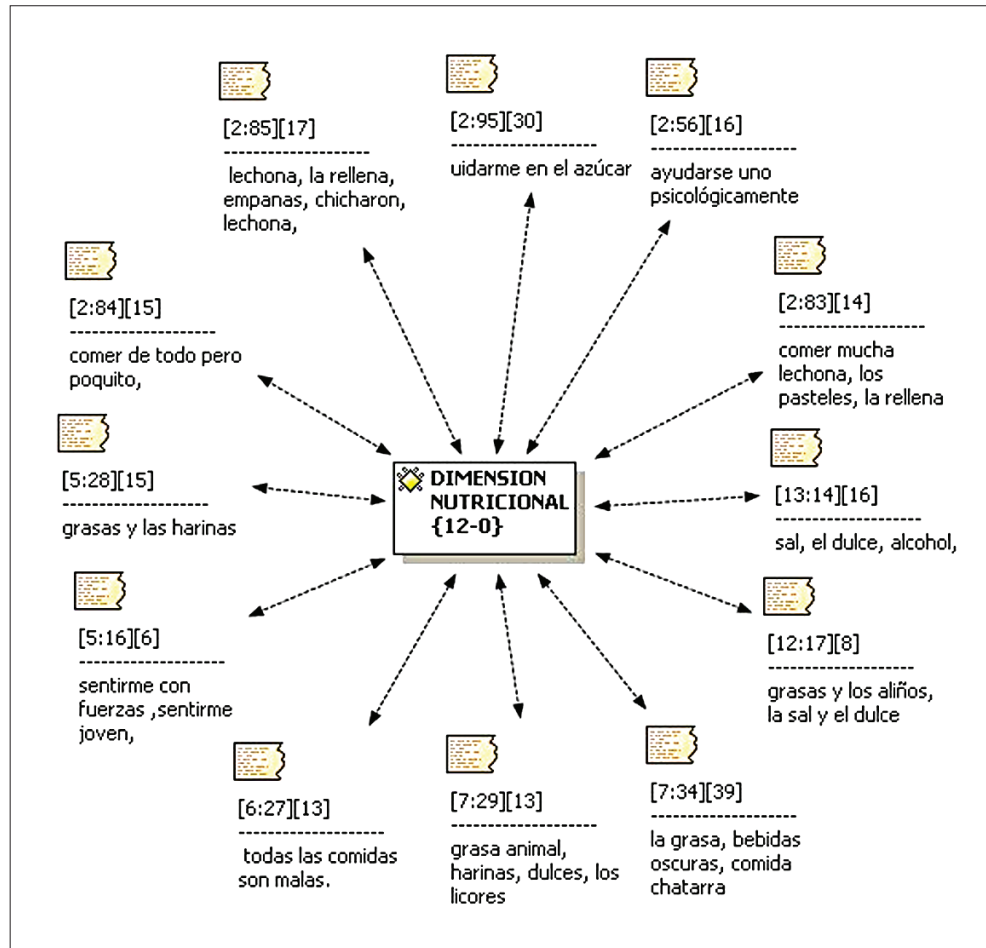 [2:85][17]
--------------------
lechona, la rellena,
empanas, chicharon,
lechona,
[2:95][30]
--------------------
uidarme en el azúcar
[2:56][16]
--------------------
ayudarse uno
psicológicamente
[2:84][15]
--------------------
comer de todo pero
poquito,
[2:83][14]
--------------------
comer mucha
lechona, los
pasteles, la rellena
[5:28][15]
--------------------
grasas y las harinas
DIMENSION
NUTRICIONAL
{12-0}
[13:14][16]
--------------------
sal, el dulce, alcohol,
[5:16][6]
--------------------
sentirme con
fuerzas ,sentirme
joven,
[12:17][8]
--------------------
grasas y los aliños,
la sal y el dulce
[6:27][13]
--------------------
todas las comidas
son malas.
[7:29][13]
--------------------
grasa animal,
harinas, dulces, los
licores
[7:34][39]
--------------------
la grasa, bebidas
oscuras, comida
chatarra